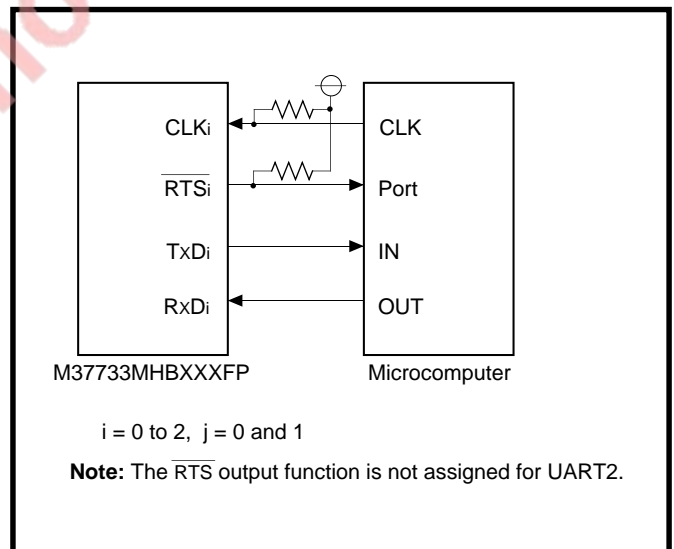 CLKi CLK
RTSi Port
TxDi IN
RxDi OUT
M37733MHBXXXFP Microcomputer
i = 0 to 2, j = 0 and 1
Note: The RTS output function is not assigned for UART2.